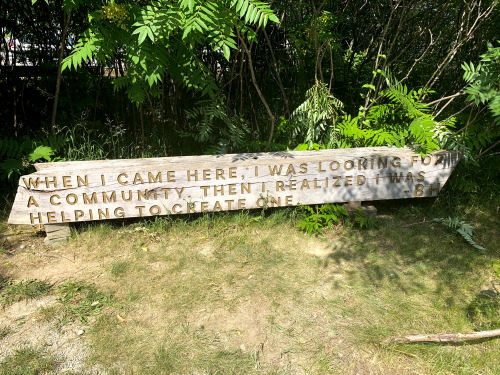 WHEN I CAME HERE, I WAS LOOKING FOR
A COMMUNITY. THEN I REALIZED I WAS
HELPING TO CREATE ONE.